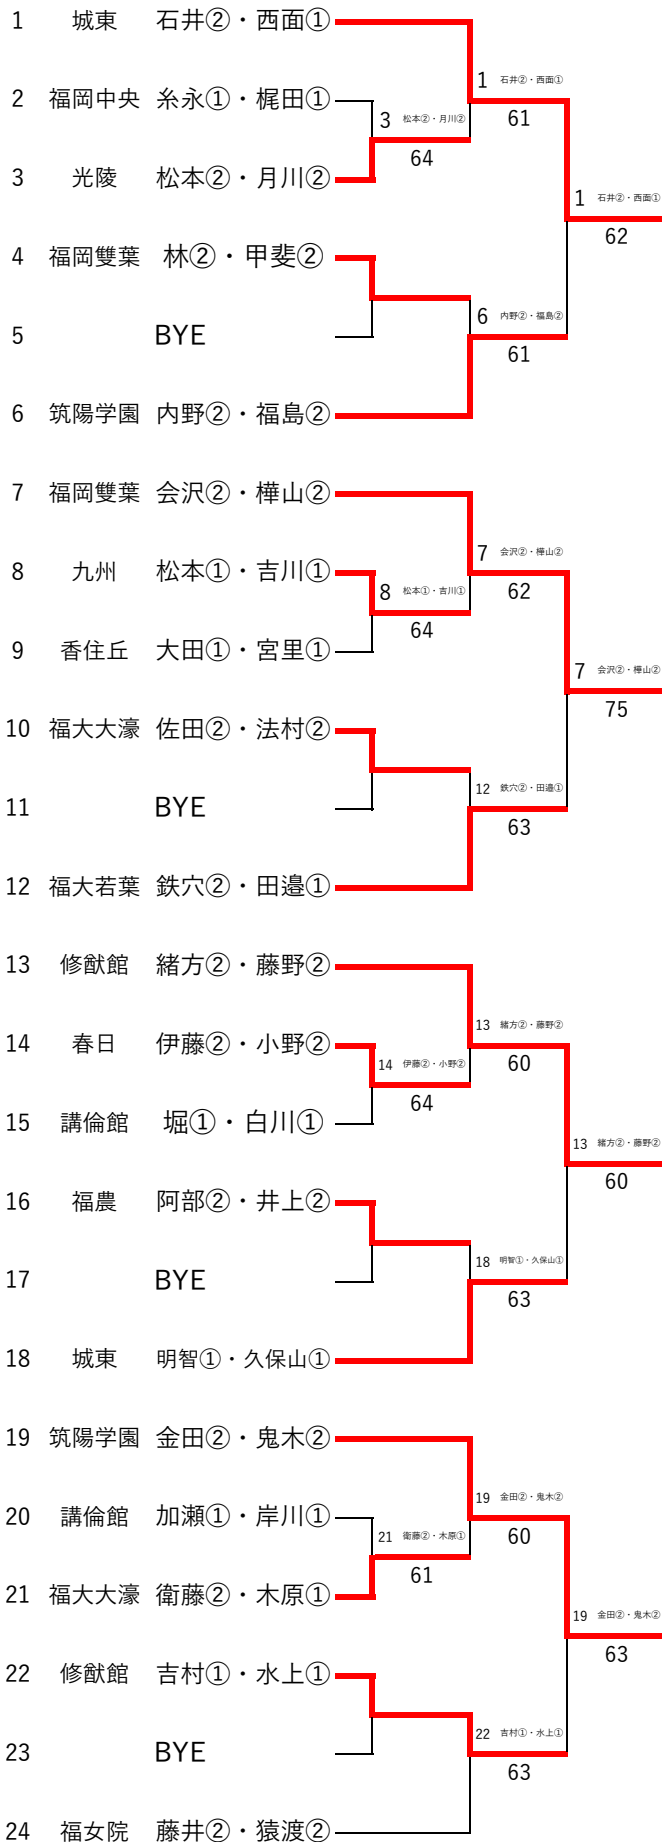 1 城東 石井②・西面①
1 石井②・西面①
2 福岡中央 糸永①・梶田①
61
3 松本②・月川②
64
3 光陵 松本②・月川②
1 石井②・西面①
62
4 福岡雙葉 林②・甲斐②
6 内野②・福島②
5 BYE
61
6 筑陽学園 内野②・福島②
7 福岡雙葉 会沢②・樺山②
7 会沢②・樺山②
8 九州 松本①・吉川①
62
8 松本①・吉川①
64
9 香住丘 大田①・宮里①
7 会沢②・樺山②
75
10 福大大濠 佐田②・法村②
12 鉄穴②・田邉①
11 BYE
63
12 福大若葉 鉄穴②・田邉①
13 修猷館 緒方②・藤野②
13 緒方②・藤野②
14 春日 伊藤②・小野②
60
14 伊藤②・小野②
64
15 講倫館 堀①・白川①
13 緒方②・藤野②
60
16 福農 阿部②・井上②
18 明智①・久保山①
17 BYE
63
18 城東 明智①・久保山①
19 筑陽学園 金田②・鬼木②
19 金田②・鬼木②
20 講倫館 加瀬①・岸川①
60
21 衛藤②・木原①
61
21 福大大濠 衛藤②・木原①
19 金田②・鬼木②
63
22 修猷館 吉村①・水上①
22 吉村①・水上①
23 BYE
63
24 福女院 藤井②・猿渡②